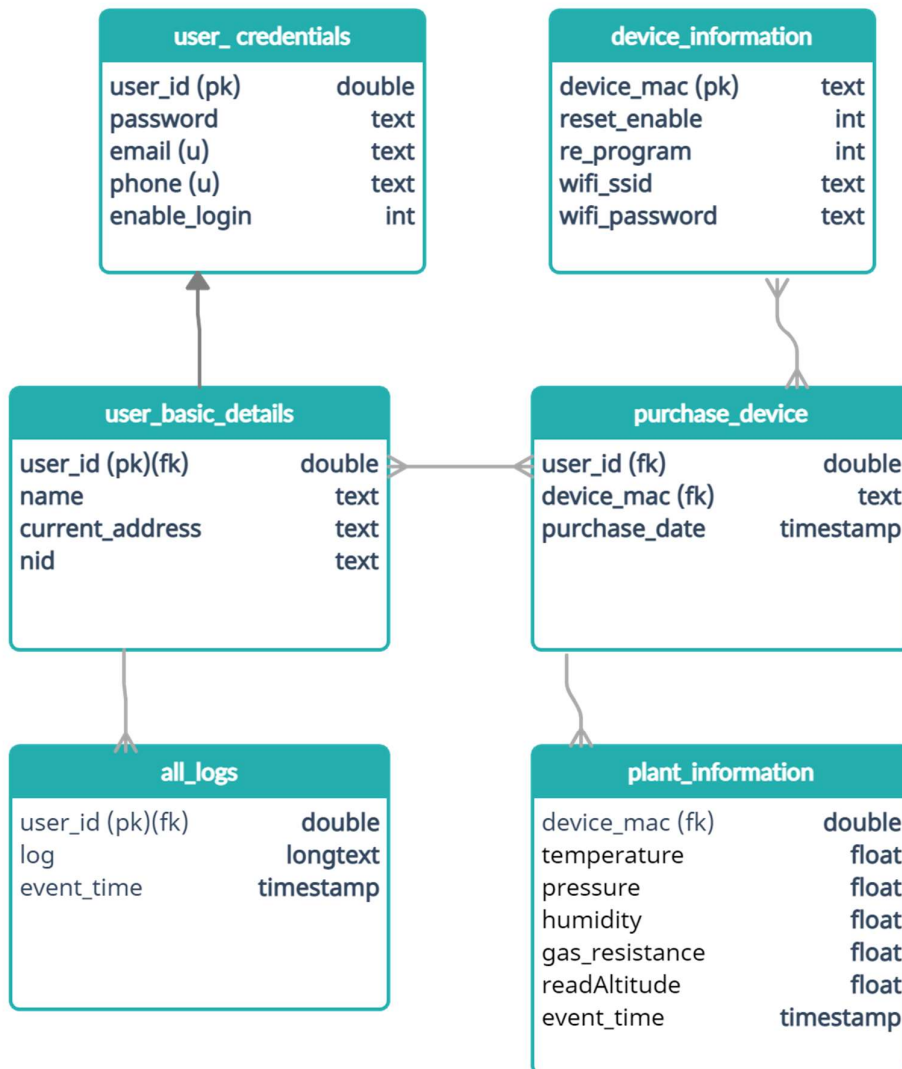 user_ credentials
user_id (pk) double
password text
email (u) text
phone (u) text
enable_login int
device_information
device_mac (pk) text
reset_enable int
re_program int
wifi_ssid text
wifi_password text
user_basic_details
user_id (pk)(fk) double
name text
current_address text
nid text
purchase_device
user_id (fk) double
device_mac (fk) text
purchase_date timestamp
all_logs
user_id (pk)(fk) double
log longtext
event_time timestamp
plant_information
device_mac (fk) double
temperature float
pressure float
humidity float
gas_resistance float
readAltitude float
event_time timestamp